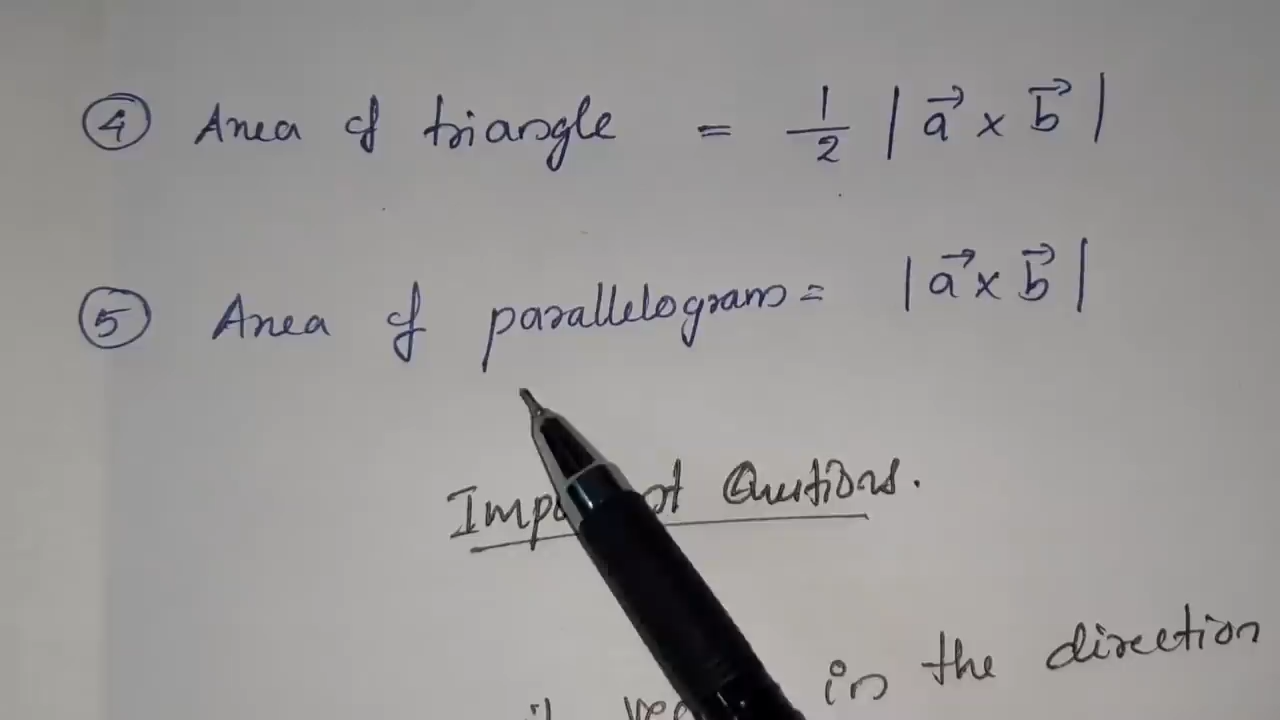 ④ Area of triangle = 1/2 | a⃗ × b⃗ |
⑤ Area of parallelogram = | a⃗ × b⃗ |
Questions.
in the direction